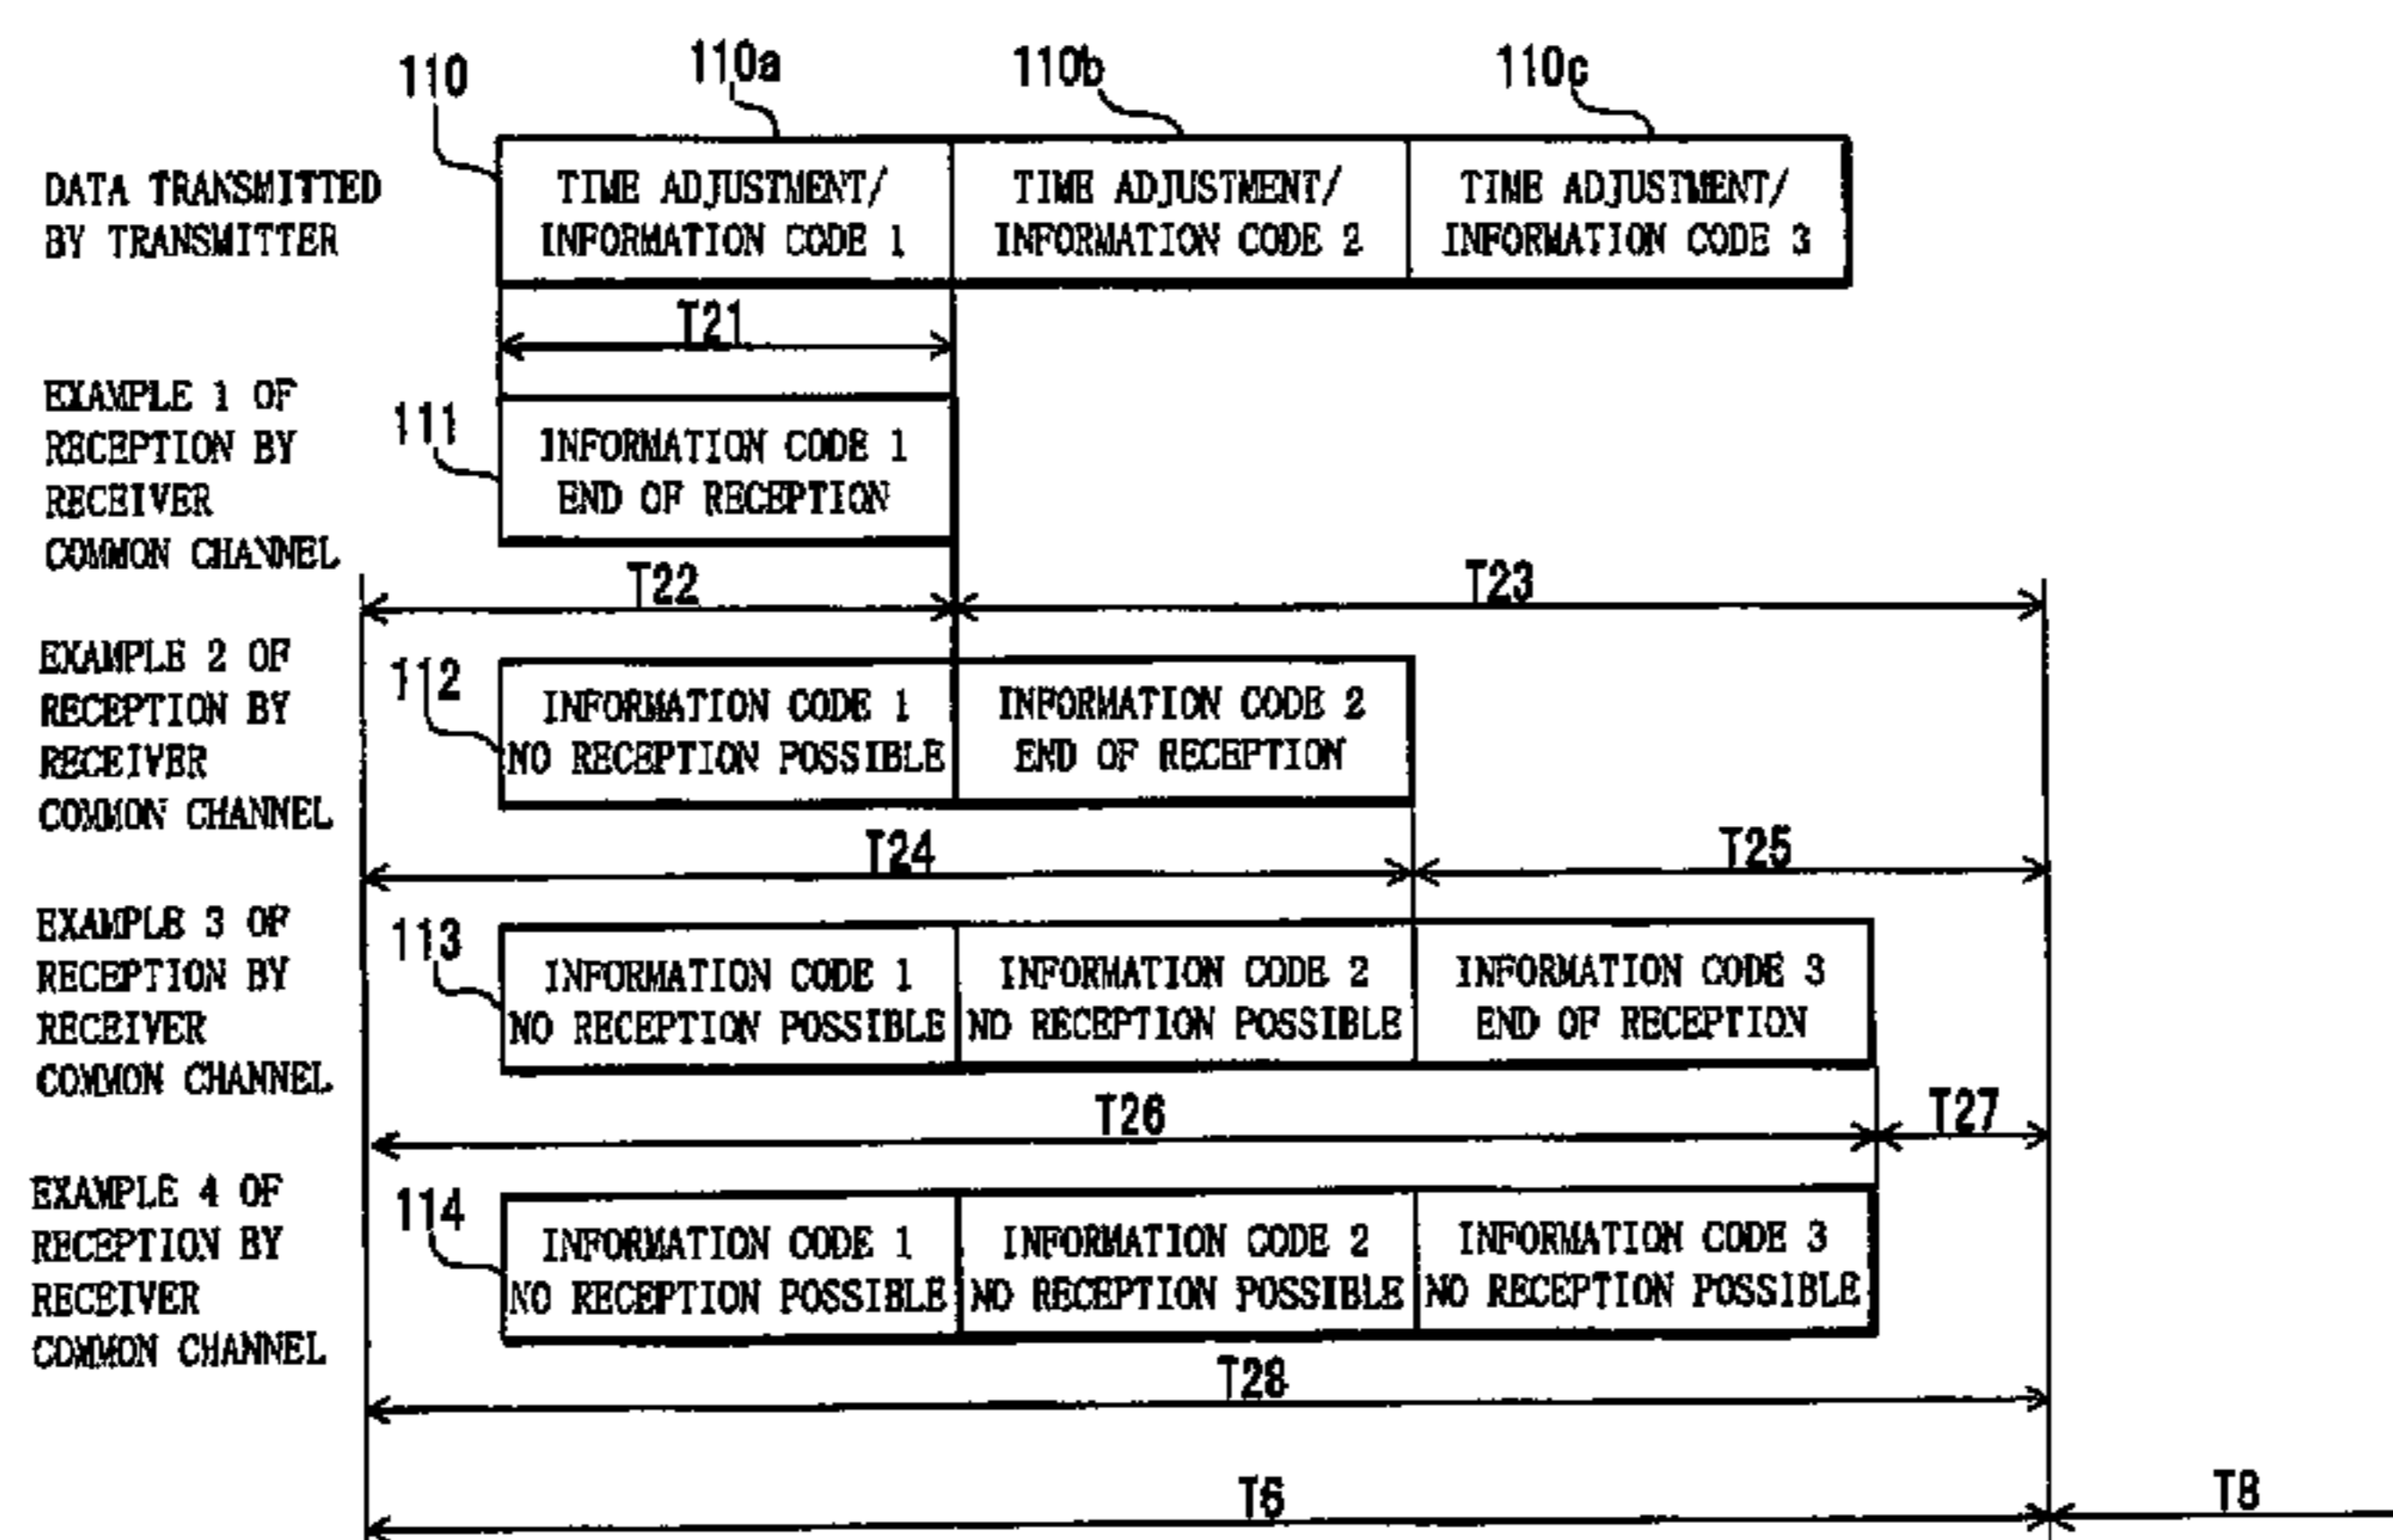 110
110a
110b
110c
DATA TRANSMITTED
BY TRANSMITTER
TIME ADJUSTMENT/
INFORMATION CODE 1
TIME ADJUSTMENT/
INFORMATION CODE 2
TIME ADJUSTMENT/
INFORMATION CODE 3
T21
EXAMPLE 1 OF
RECEPTION BY
RECEIVER
COMMON CHANNEL
111
INFORMATION CODE 1
END OF RECEPTION
T22
T23
EXAMPLE 2 OF
RECEPTION BY
RECEIVER
COMMON CHANNEL
112
INFORMATION CODE 1
NO RECEPTION POSSIBLE
INFORMATION CODE 2
END OF RECEPTION
T24
T25
EXAMPLE 3 OF
RECEPTION BY
RECEIVER
COMMON CHANNEL
113
INFORMATION CODE 1
NO RECEPTION POSSIBLE
INFORMATION CODE 2
NO RECEPTION POSSIBLE
INFORMATION CODE 3
END OF RECEPTION
T26
T27
EXAMPLE 4 OF
RECEPTION BY
RECEIVER
COMMON CHANNEL
114
INFORMATION CODE 1
NO RECEPTION POSSIBLE
INFORMATION CODE 2
NO RECEPTION POSSIBLE
INFORMATION CODE 3
NO RECEPTION POSSIBLE
T28
T6
T8